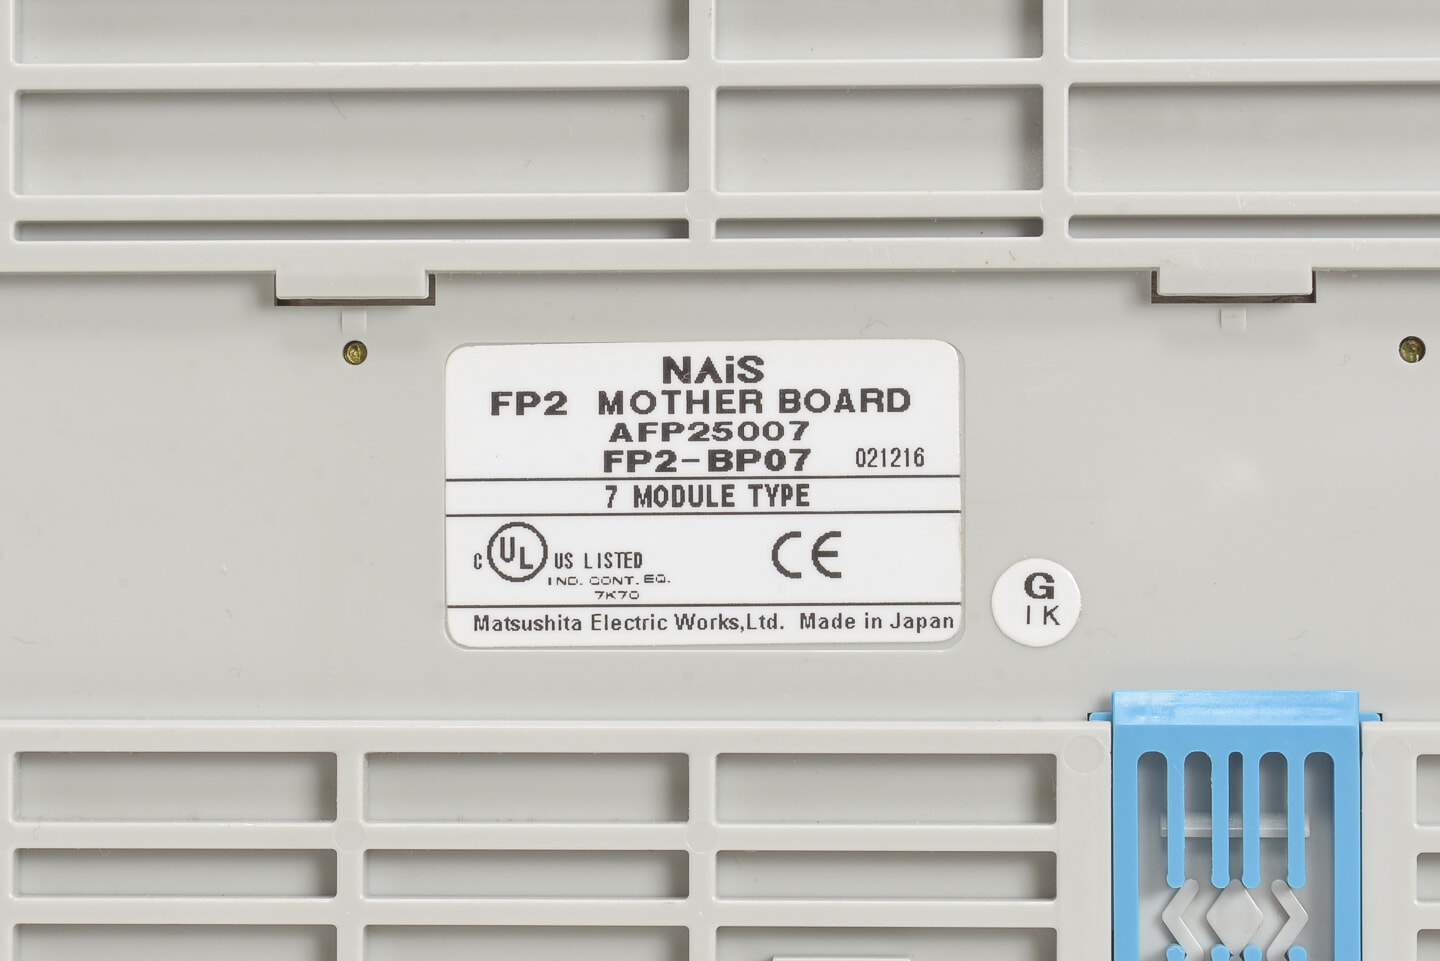 NAiS
FP2 MOTHER BOARD
AFP25007
FP2-BP07 021216
7 MODULE TYPE
C UL US LISTED CE
IND. CONT. EQ.
7K70
Matsushita Electric Works,Ltd. Made in Japan
G
IK